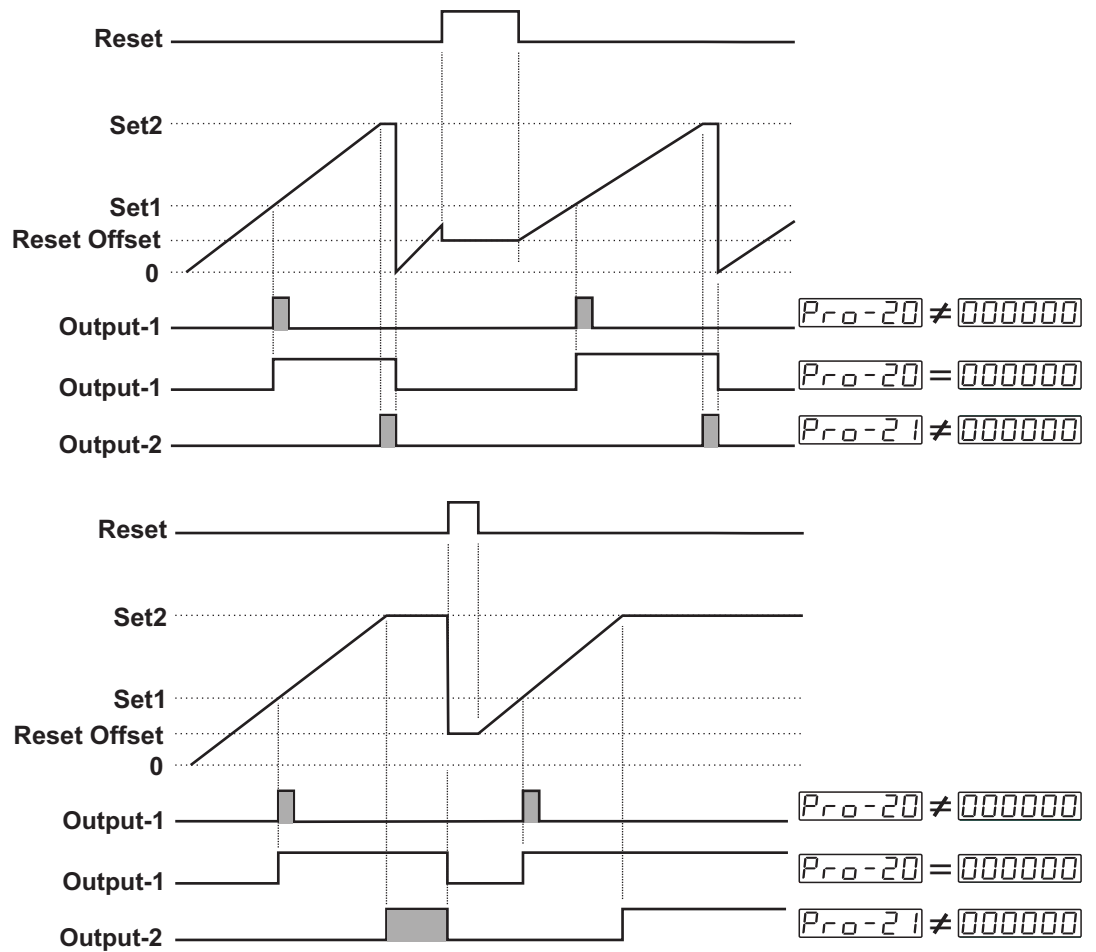 Reset
Set2
Set1
Reset Offset
0
Output-1 Pro-20 ≠ 000000
Output-1 Pro-20 = 000000
Output-2 Pro-21 ≠ 000000
Reset
Set2
Set1
Reset Offset
0
Output-1 Pro-20 ≠ 000000
Output-1 Pro-20 = 000000
Output-2 Pro-21 ≠ 000000